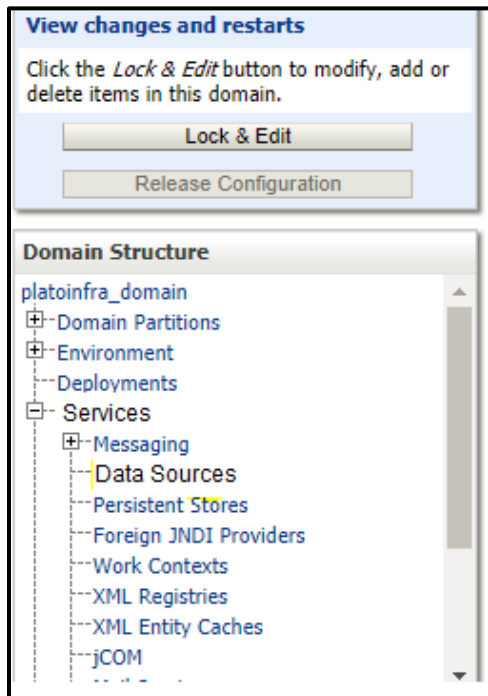 View changes and restarts
Click the Lock & Edit button to modify, add or
delete items in this domain.
Lock & Edit
Release Configuration
Domain Structure
platoinfra_domain
Domain Partitions
Environment
Deployments
Services
Messaging
Data Sources
Persistent Stores
Foreign JNDI Providers
Work Contexts
XML Registries
XML Entity Caches
jCOM